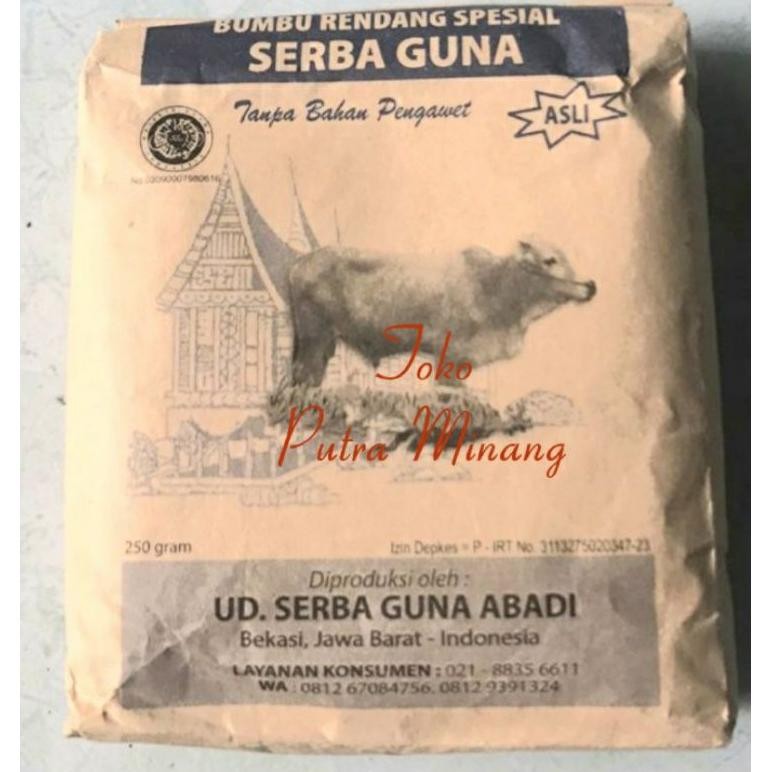 BUMBU RENDANG SPESIAL
SERBA GUNA
Tanpa Bahan Pengawet
ASLI
Toko
Putra Minang
250 gram
Izin Depkes = P - IRT No. 3113275020347-23
Diproduksi oleh :
UD. SERBA GUNA ABADI
Bekasi, Jawa Barat - Indonesia
LAYANAN KONSUMEN : 021 - 8835 6611
WA : 0812 67084756, 0812 9391324